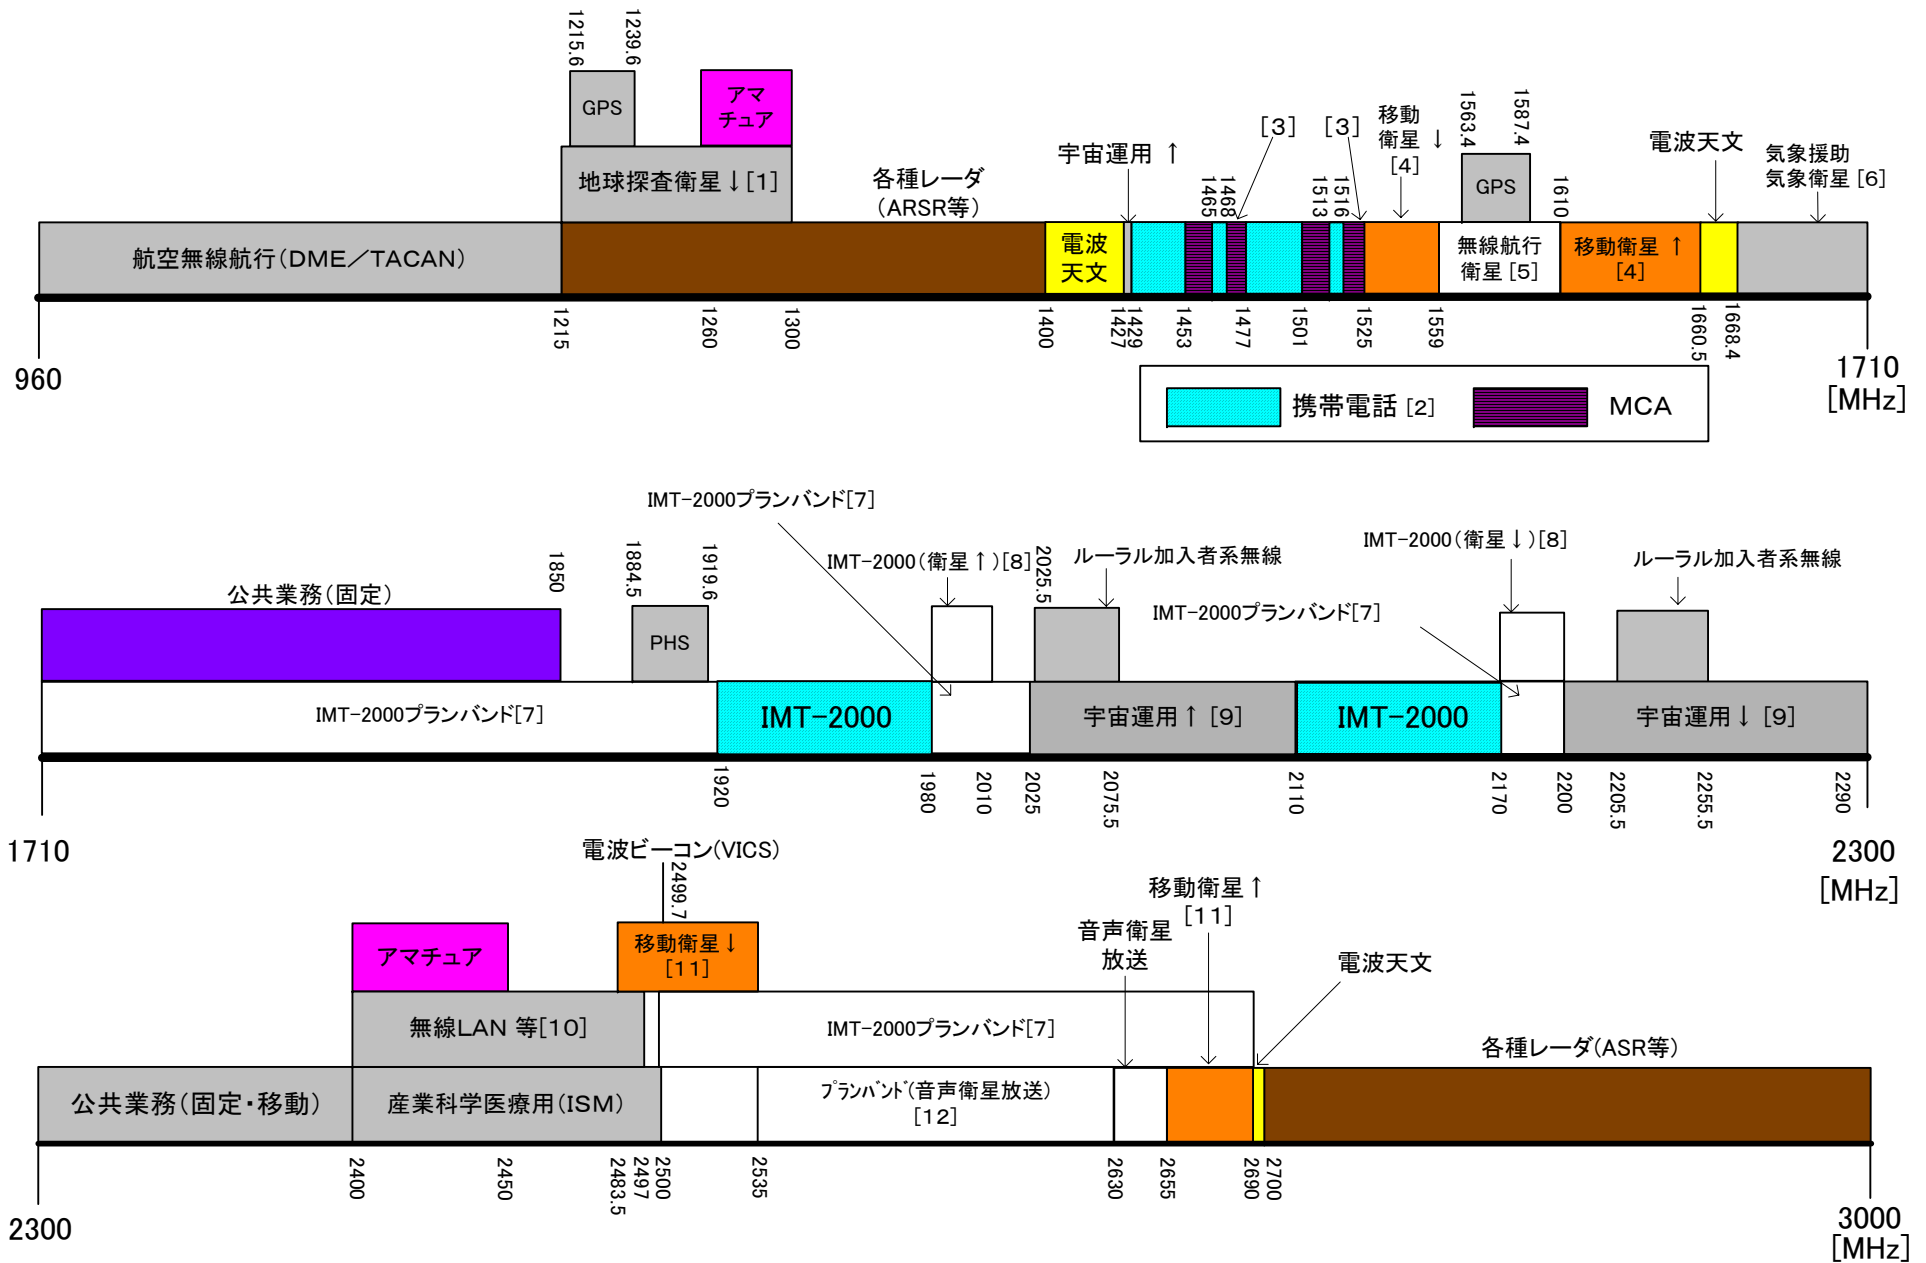 1215.6
1239.6
GPS
アマ
チュア
地球探査衛星↓[1]
各種レーダ
(ARSR等)
宇宙運用 ↑
[3]
[3]
移動
衛星 ↓
[4]
1563.4
1587.4
GPS
電波天文
気象援助
気象衛星[6]
1465
1468
1513
1516
1610
航空無線航行(DME／TACAN)
電波
天文
無線航行
衛星[5]
移動衛星 ↑
[4]
960
1215
1260
1300
1400
1427
1429
1453
1477
1501
1525
1559
1660.5
1668.4
1710
[MHz]
携帯電話[2]
MCA
IMT-2000プランバンド[7]
IMT-2000(衛星↑)[8]
ルーラル加入者系無線
IMT-2000(衛星↓)[8]
ルーラル加入者系無線
IMT-2000プランバンド[7]
公共業務(固定)
1850
1884.5
1919.6
2025.5
PHS
IMT-2000プランバンド[7]
IMT-2000
宇宙運用↑[9]
IMT-2000
宇宙運用↓[9]
1710
1920
1980
2010
2025
2075.5
2110
2170
2200
2205.5
2255.5
2290
2300
[MHz]
電波ビーコン(VICS)
2499.7
移動衛星↑
[11]
音声衛星
放送
電波天文
アマチュア
移動衛星↓
[11]
無線LAN 等[10]
IMT-2000プランバンド[7]
各種レーダ(ASR等)
公共業務(固定・移動)
産業科学医療用(ISM)
プランバンド(音声衛星放送)
[12]
2300
2400
2450
2483.5
2497
2500
2535
2630
2655
2690
2700
3000
[MHz]